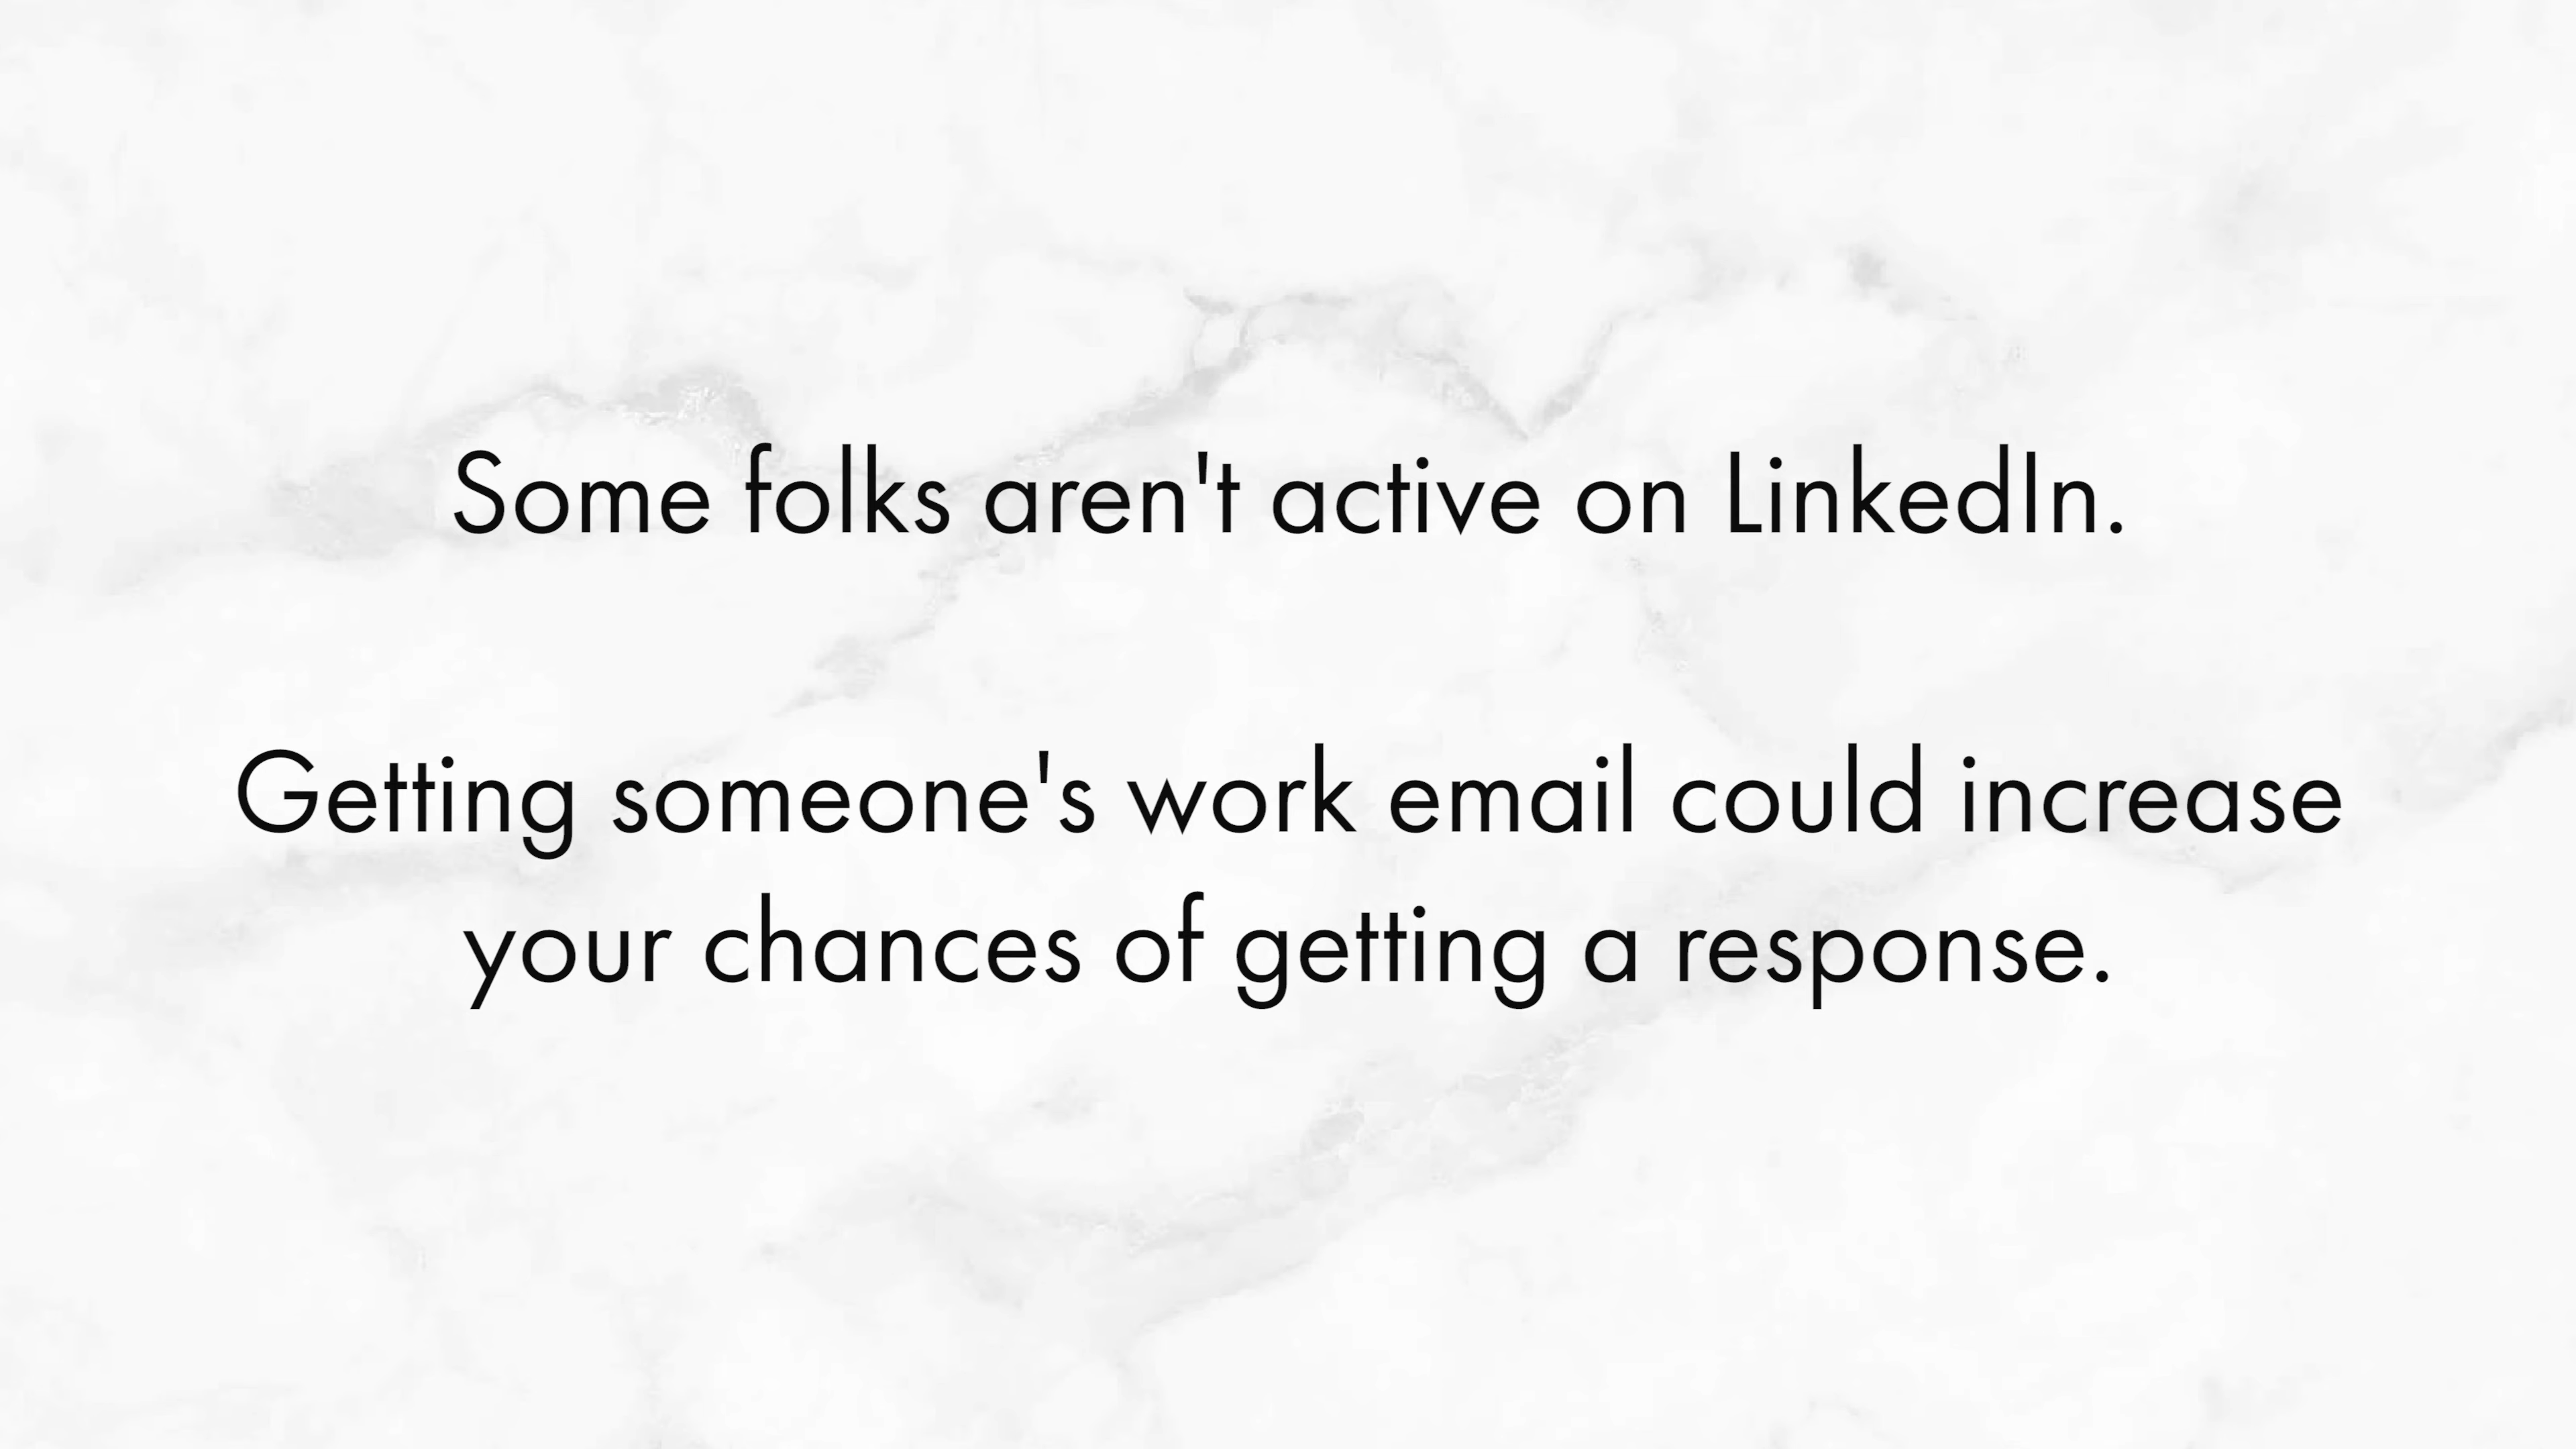 Some folks aren't active on LinkedIn.
Getting someone's work email could increase
your chances of getting a response.